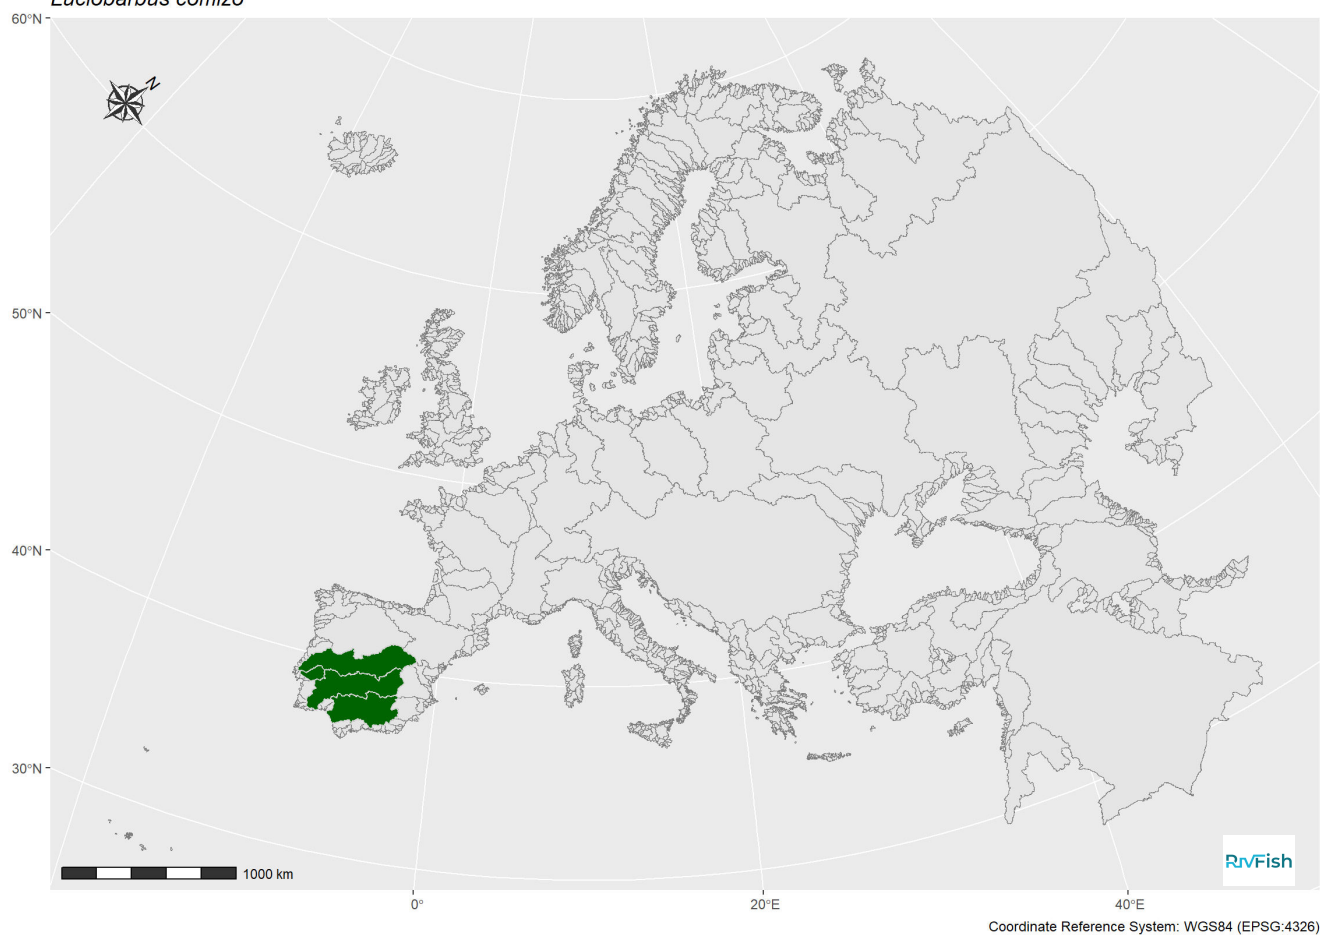 Luciobarbus comizo
60°N
N
50°N
40°N
30°N
1000 km
RivFish
0°
20°E
40°E
Coordinate Reference System: WGS84 (EPSG:4326)